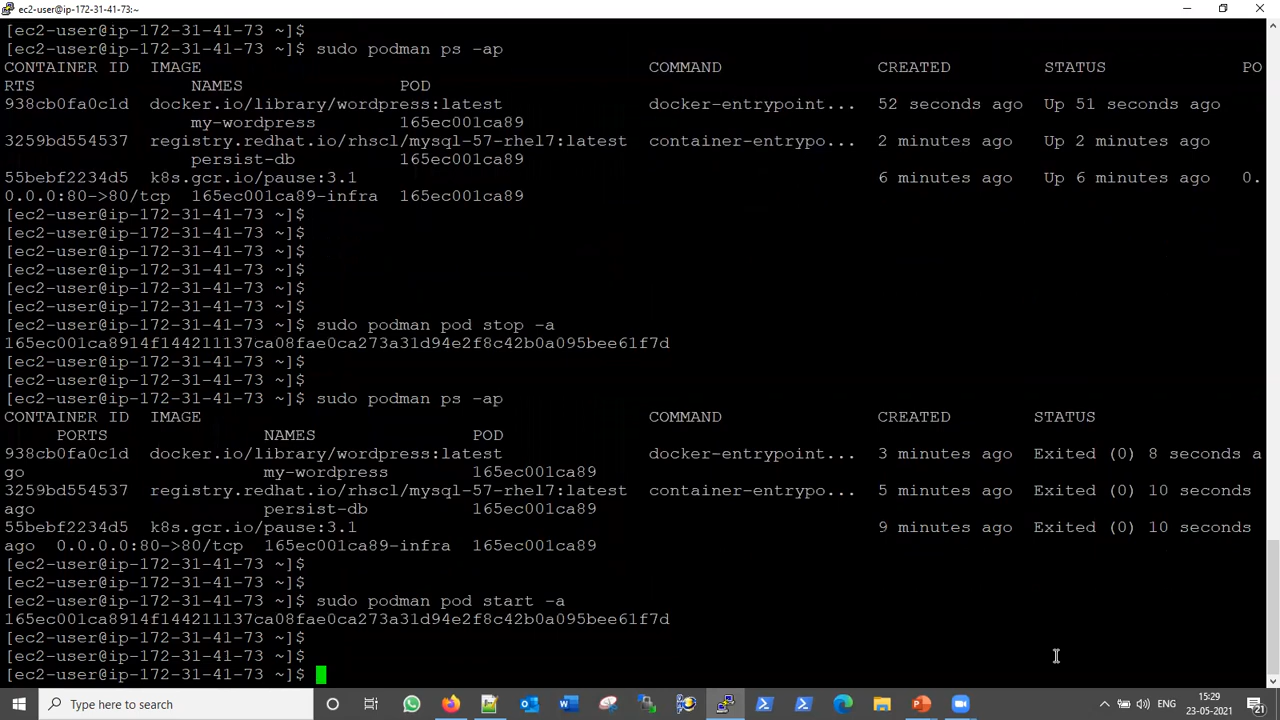 ec2-user@ip-172-31-41-73:~
[ec2-user@ip-172-31-41-73 ~]$
[ec2-user@ip-172-31-41-73 ~]$ sudo podman ps -ap
CONTAINER ID  IMAGE                                            COMMAND               CREATED         STATUS             PO
RTS                NAMES               POD
938cb0fa0c1d  docker.io/library/wordpress:latest               docker-entrypoint...  52 seconds ago  Up 51 seconds ago
                   my-wordpress        165ec001ca89
3259bd554537  registry.redhat.io/rhscl/mysql-57-rhel7:latest   container-entrypo...  2 minutes ago   Up 2 minutes ago
                   persist-db          165ec001ca89
55bebf2234d5  k8s.gcr.io/pause:3.1                                                   6 minutes ago   Up 6 minutes ago   0.
0.0.0:80->80/tcp  165ec001ca89-infra  165ec001ca89
[ec2-user@ip-172-31-41-73 ~]$
[ec2-user@ip-172-31-41-73 ~]$
[ec2-user@ip-172-31-41-73 ~]$
[ec2-user@ip-172-31-41-73 ~]$
[ec2-user@ip-172-31-41-73 ~]$
[ec2-user@ip-172-31-41-73 ~]$
[ec2-user@ip-172-31-41-73 ~]$ sudo podman pod stop -a
165ec001ca8914f144211137ca08fae0ca273a31d94e2f8c42b0a095bee61f7d
[ec2-user@ip-172-31-41-73 ~]$
[ec2-user@ip-172-31-41-73 ~]$
[ec2-user@ip-172-31-41-73 ~]$ sudo podman ps -ap
CONTAINER ID  IMAGE                                            COMMAND               CREATED        STATUS
     PORTS               NAMES               POD
938cb0fa0c1d  docker.io/library/wordpress:latest               docker-entrypoint...  3 minutes ago  Exited (0) 8 seconds a
go                       my-wordpress        165ec001ca89
3259bd554537  registry.redhat.io/rhscl/mysql-57-rhel7:latest   container-entrypo...  5 minutes ago  Exited (0) 10 seconds
ago                      persist-db          165ec001ca89
55bebf2234d5  k8s.gcr.io/pause:3.1                                                   9 minutes ago  Exited (0) 10 seconds
ago  0.0.0.0:80->80/tcp  165ec001ca89-infra  165ec001ca89
[ec2-user@ip-172-31-41-73 ~]$
[ec2-user@ip-172-31-41-73 ~]$
[ec2-user@ip-172-31-41-73 ~]$ sudo podman pod start -a
165ec001ca8914f144211137ca08fae0ca273a31d94e2f8c42b0a095bee61f7d
[ec2-user@ip-172-31-41-73 ~]$
[ec2-user@ip-172-31-41-73 ~]$
[ec2-user@ip-172-31-41-73 ~]$
Type here to search
ENG
15:29
23-05-2021
21